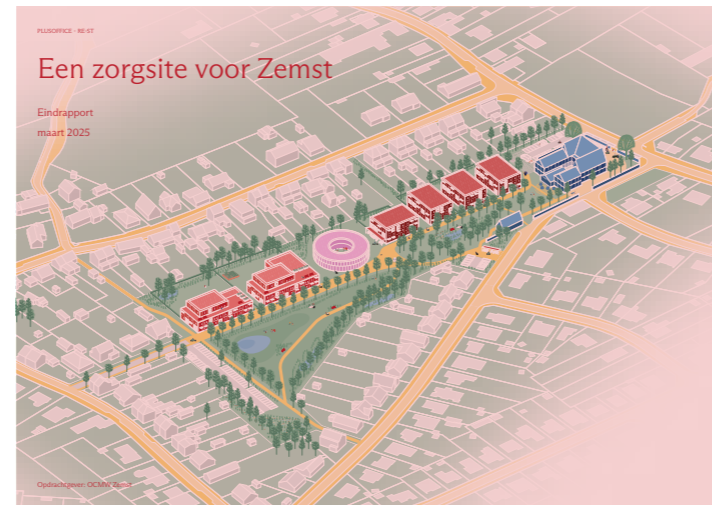 PLUSOFFICE · RE-ST
Een zorgsite voor Zemst
Eindrapport
maart 2025
Opdrachtgever: OCMW Zemst